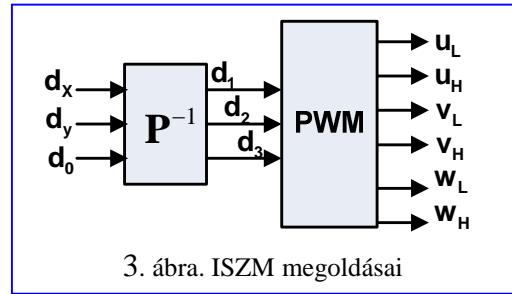 d_x
d_y
d_0
P^{-1}
d_1
d_2
d_3
PWM
u_L
u_H
v_L
v_H
w_L
w_H
3. ábra. ISZM megoldásai